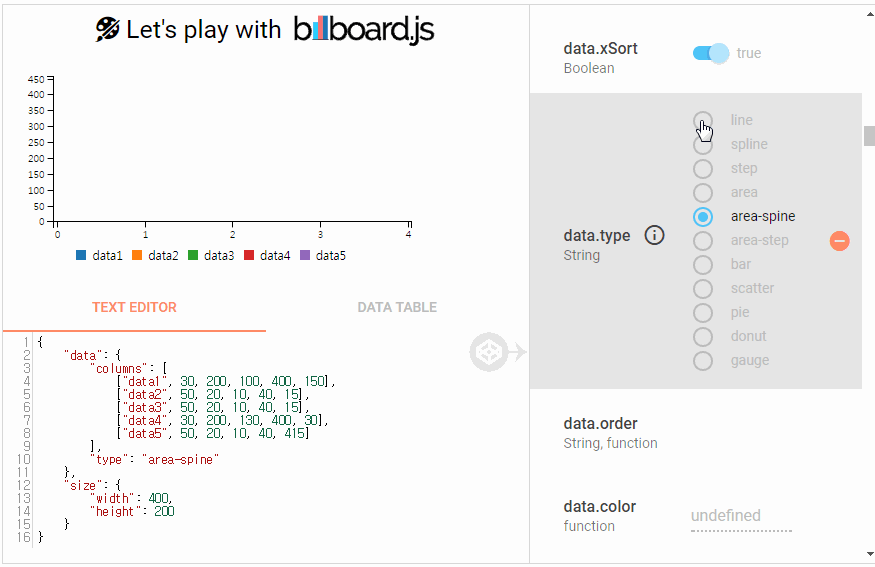 Let's play with billboard.js
450
400
350
300
250
200
150
100
50
0
0 1 2 3 4
data1 data2 data3 data4 data5
TEXT EDITOR DATA TABLE
1 {
2 "data": {
3 "columns": [
4 ["data1", 30, 200, 100, 400, 150],
5 ["data2", 50, 20, 10, 40, 15],
6 ["data3", 50, 20, 10, 40, 15],
7 ["data4", 30, 200, 130, 400, 30],
8 ["data5", 50, 20, 10, 40, 415]
9 ],
10 "type": "area-spine"
11 },
12 "size": {
13 "width": 400,
14 "height": 200
15 }
16 }
data.xSort
Boolean
true
data.type
String
line
spline
step
area
area-spine
area-step
bar
scatter
pie
donut
gauge
data.order
String, function
data.color
function
undefined